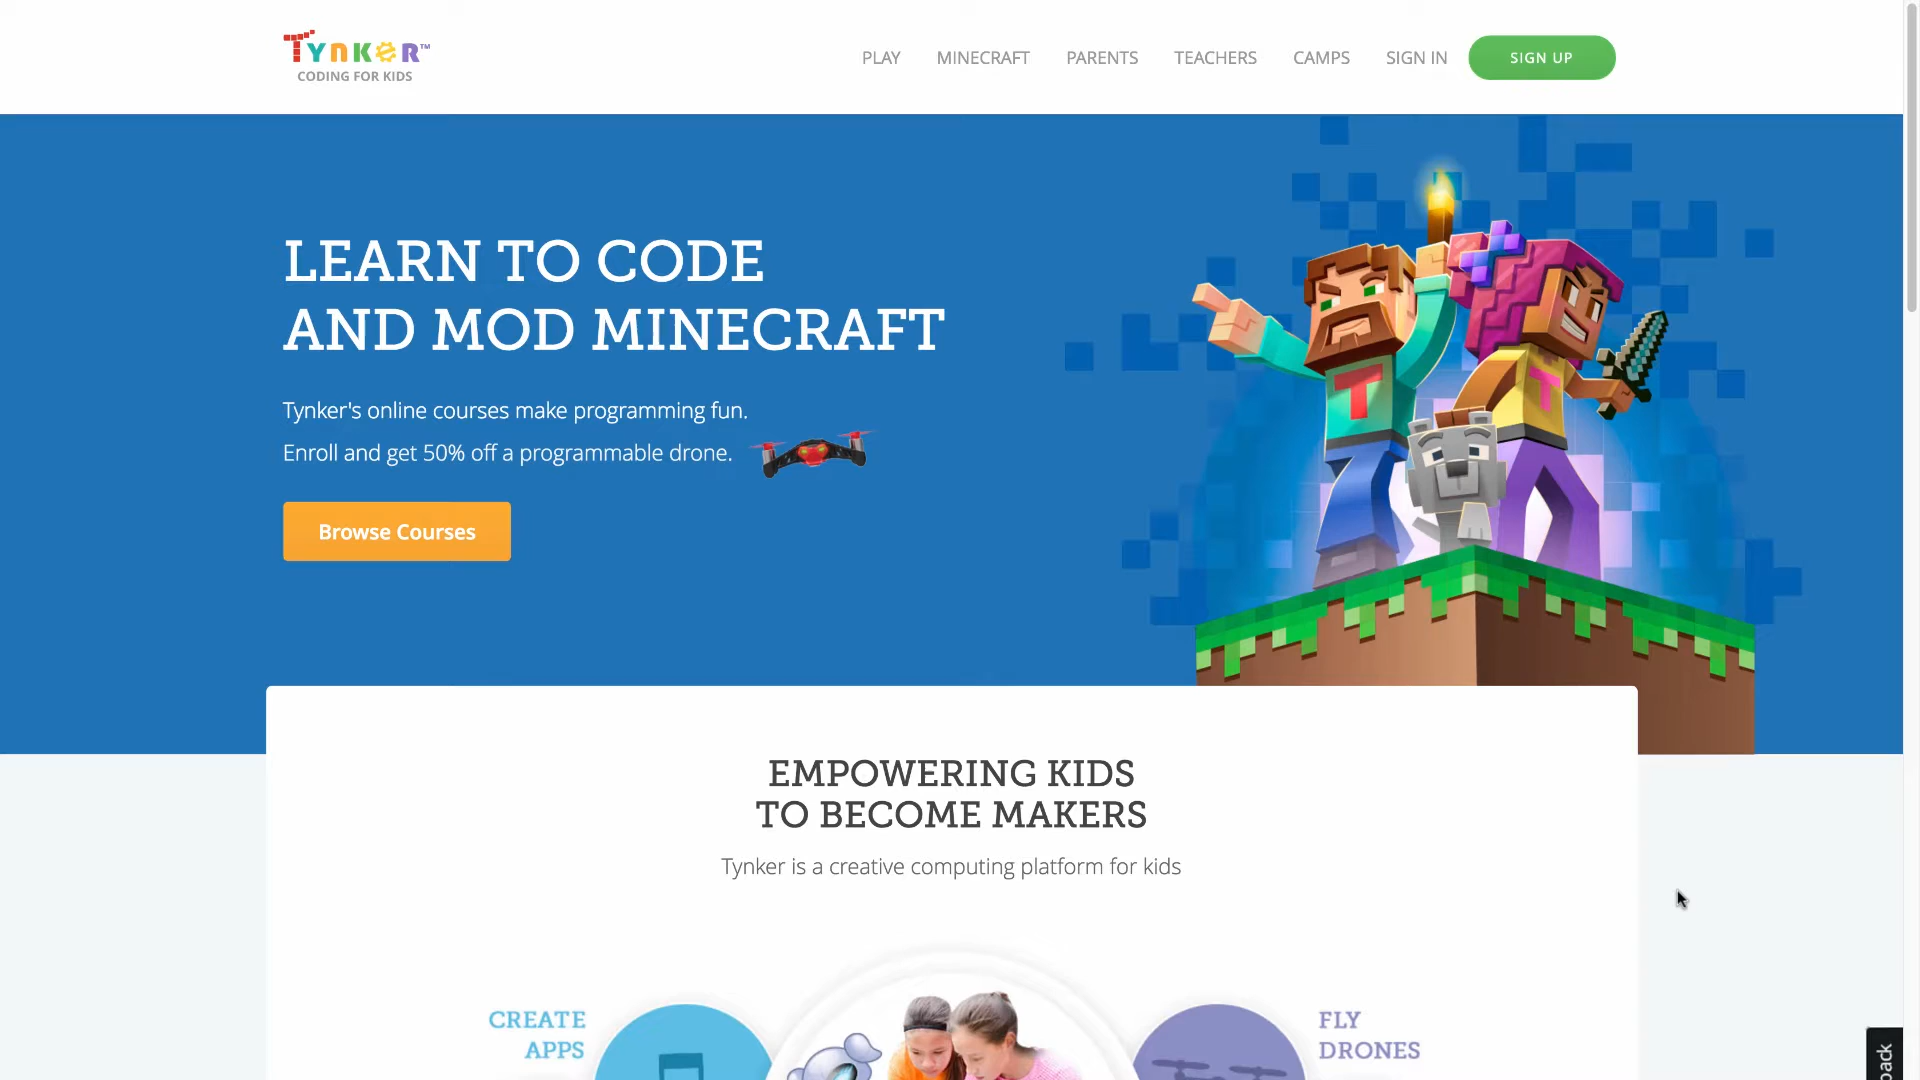 TYNKER™
CODING FOR KIDS
PLAY
MINECRAFT
PARENTS
TEACHERS
CAMPS
SIGN IN
SIGN UP
LEARN TO CODE
AND MOD MINECRAFT
Tynker's online courses make programming fun.
Enroll and get 50% off a programmable drone.
Browse Courses
T
T
EMPOWERING KIDS
TO BECOME MAKERS
Tynker is a creative computing platform for kids
CREATE
APPS
FLY
DRONES